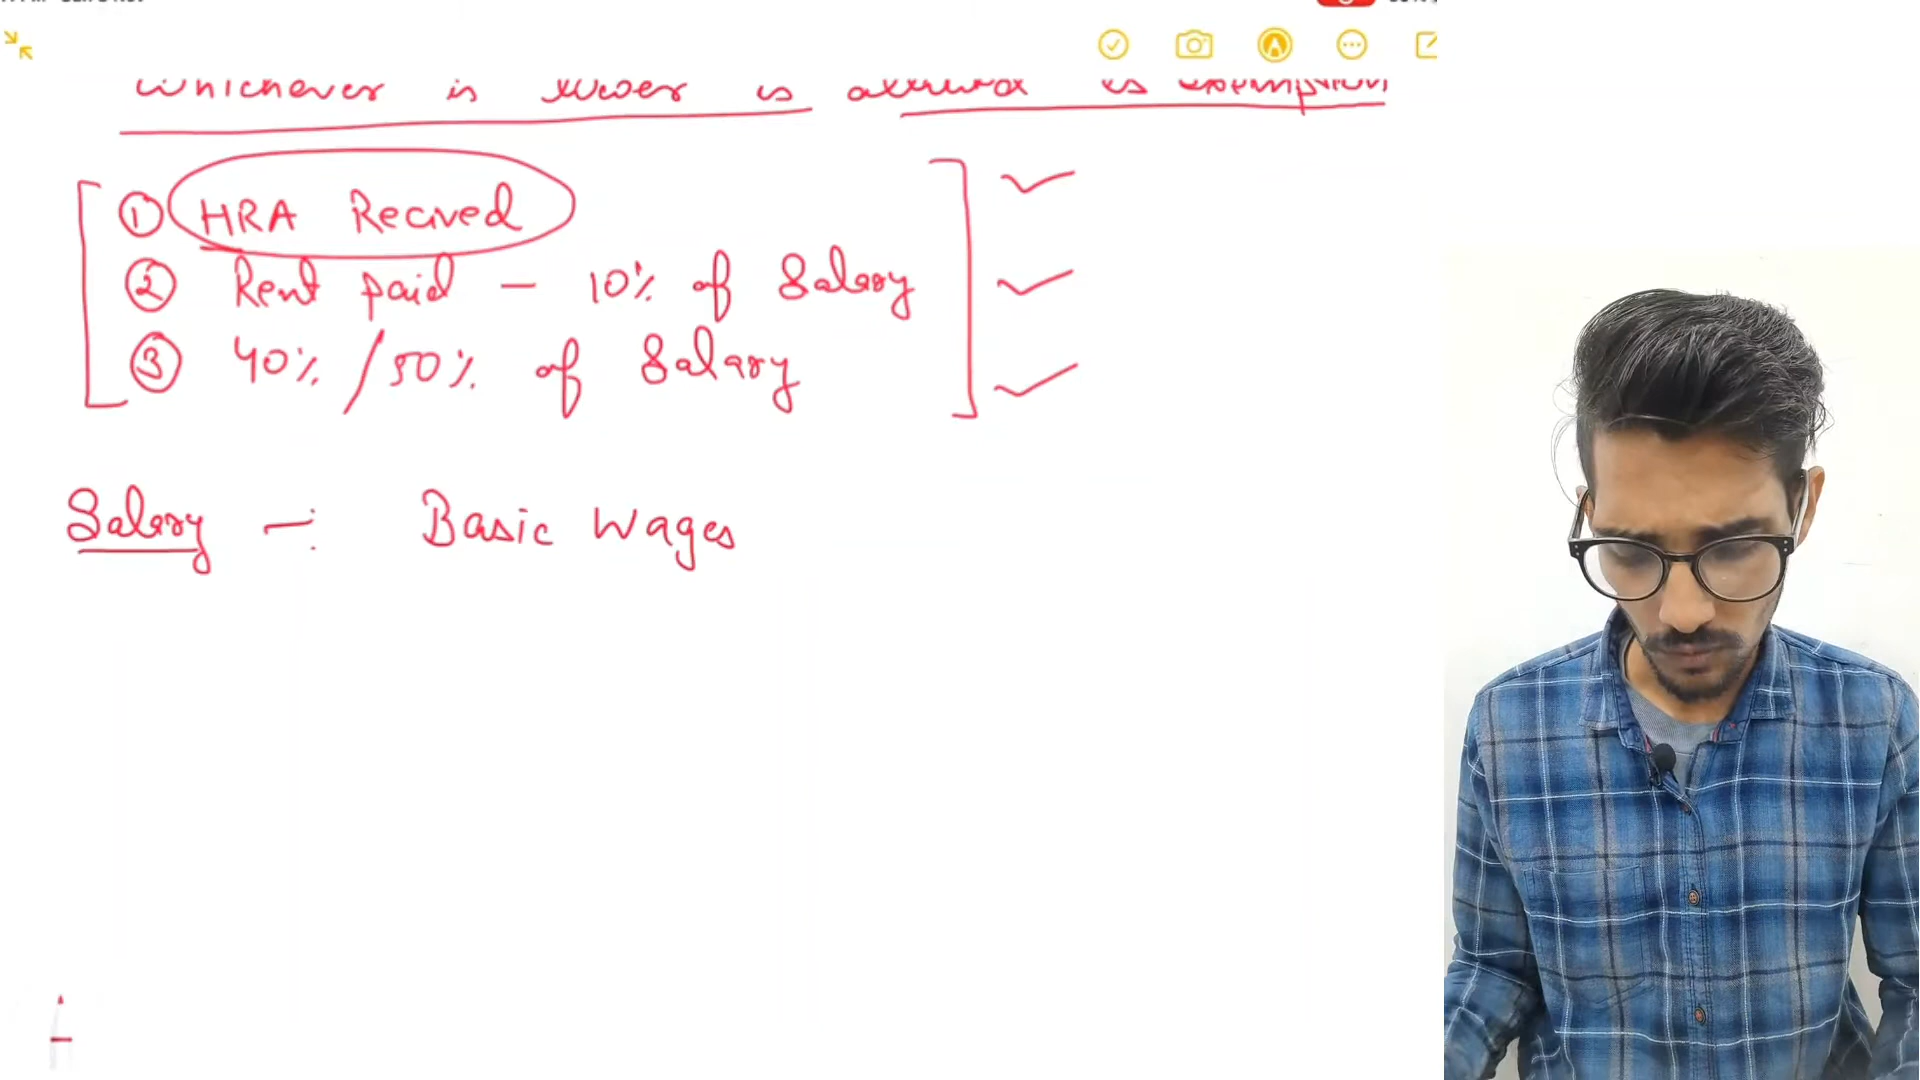 whichever is lower is allowed is exemption
① HRA Recived
② Rent paid - 10% of Salary
③ 40% / 50% of Salary
Salary -: Basic Wages